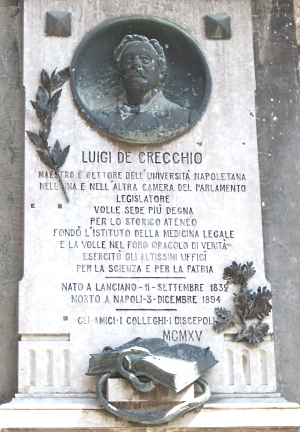 LUIGI DE CRECCHIO
MAESTRO E RETTORE DELL'UNIVERSITÀ NAPOLETANA
NELL'UNA E NELL'ALTRA CAMERA DEL PARLAMENTO
LEGISLATORE
VOLLE SEDE PIÙ DEGNA
PER LO STORICO ATENEO
FONDÒ L'ISTITUTO DELLA MEDICINA LEGALE
E LA VOLLE NEL FORO ORACOLO DI VERITÀ
ESERCITÒ GLI ALTISSIMI UFFICI
PER LA SCIENZA E PER LA PATRIA
NATO A LANCIANO - 11 - SETTEMBRE 1832
MORTO A NAPOLI - 3 - DICEMBRE 1894
GLI AMICI · I COLLEGHI · I DISCEPOLI
MCMXV